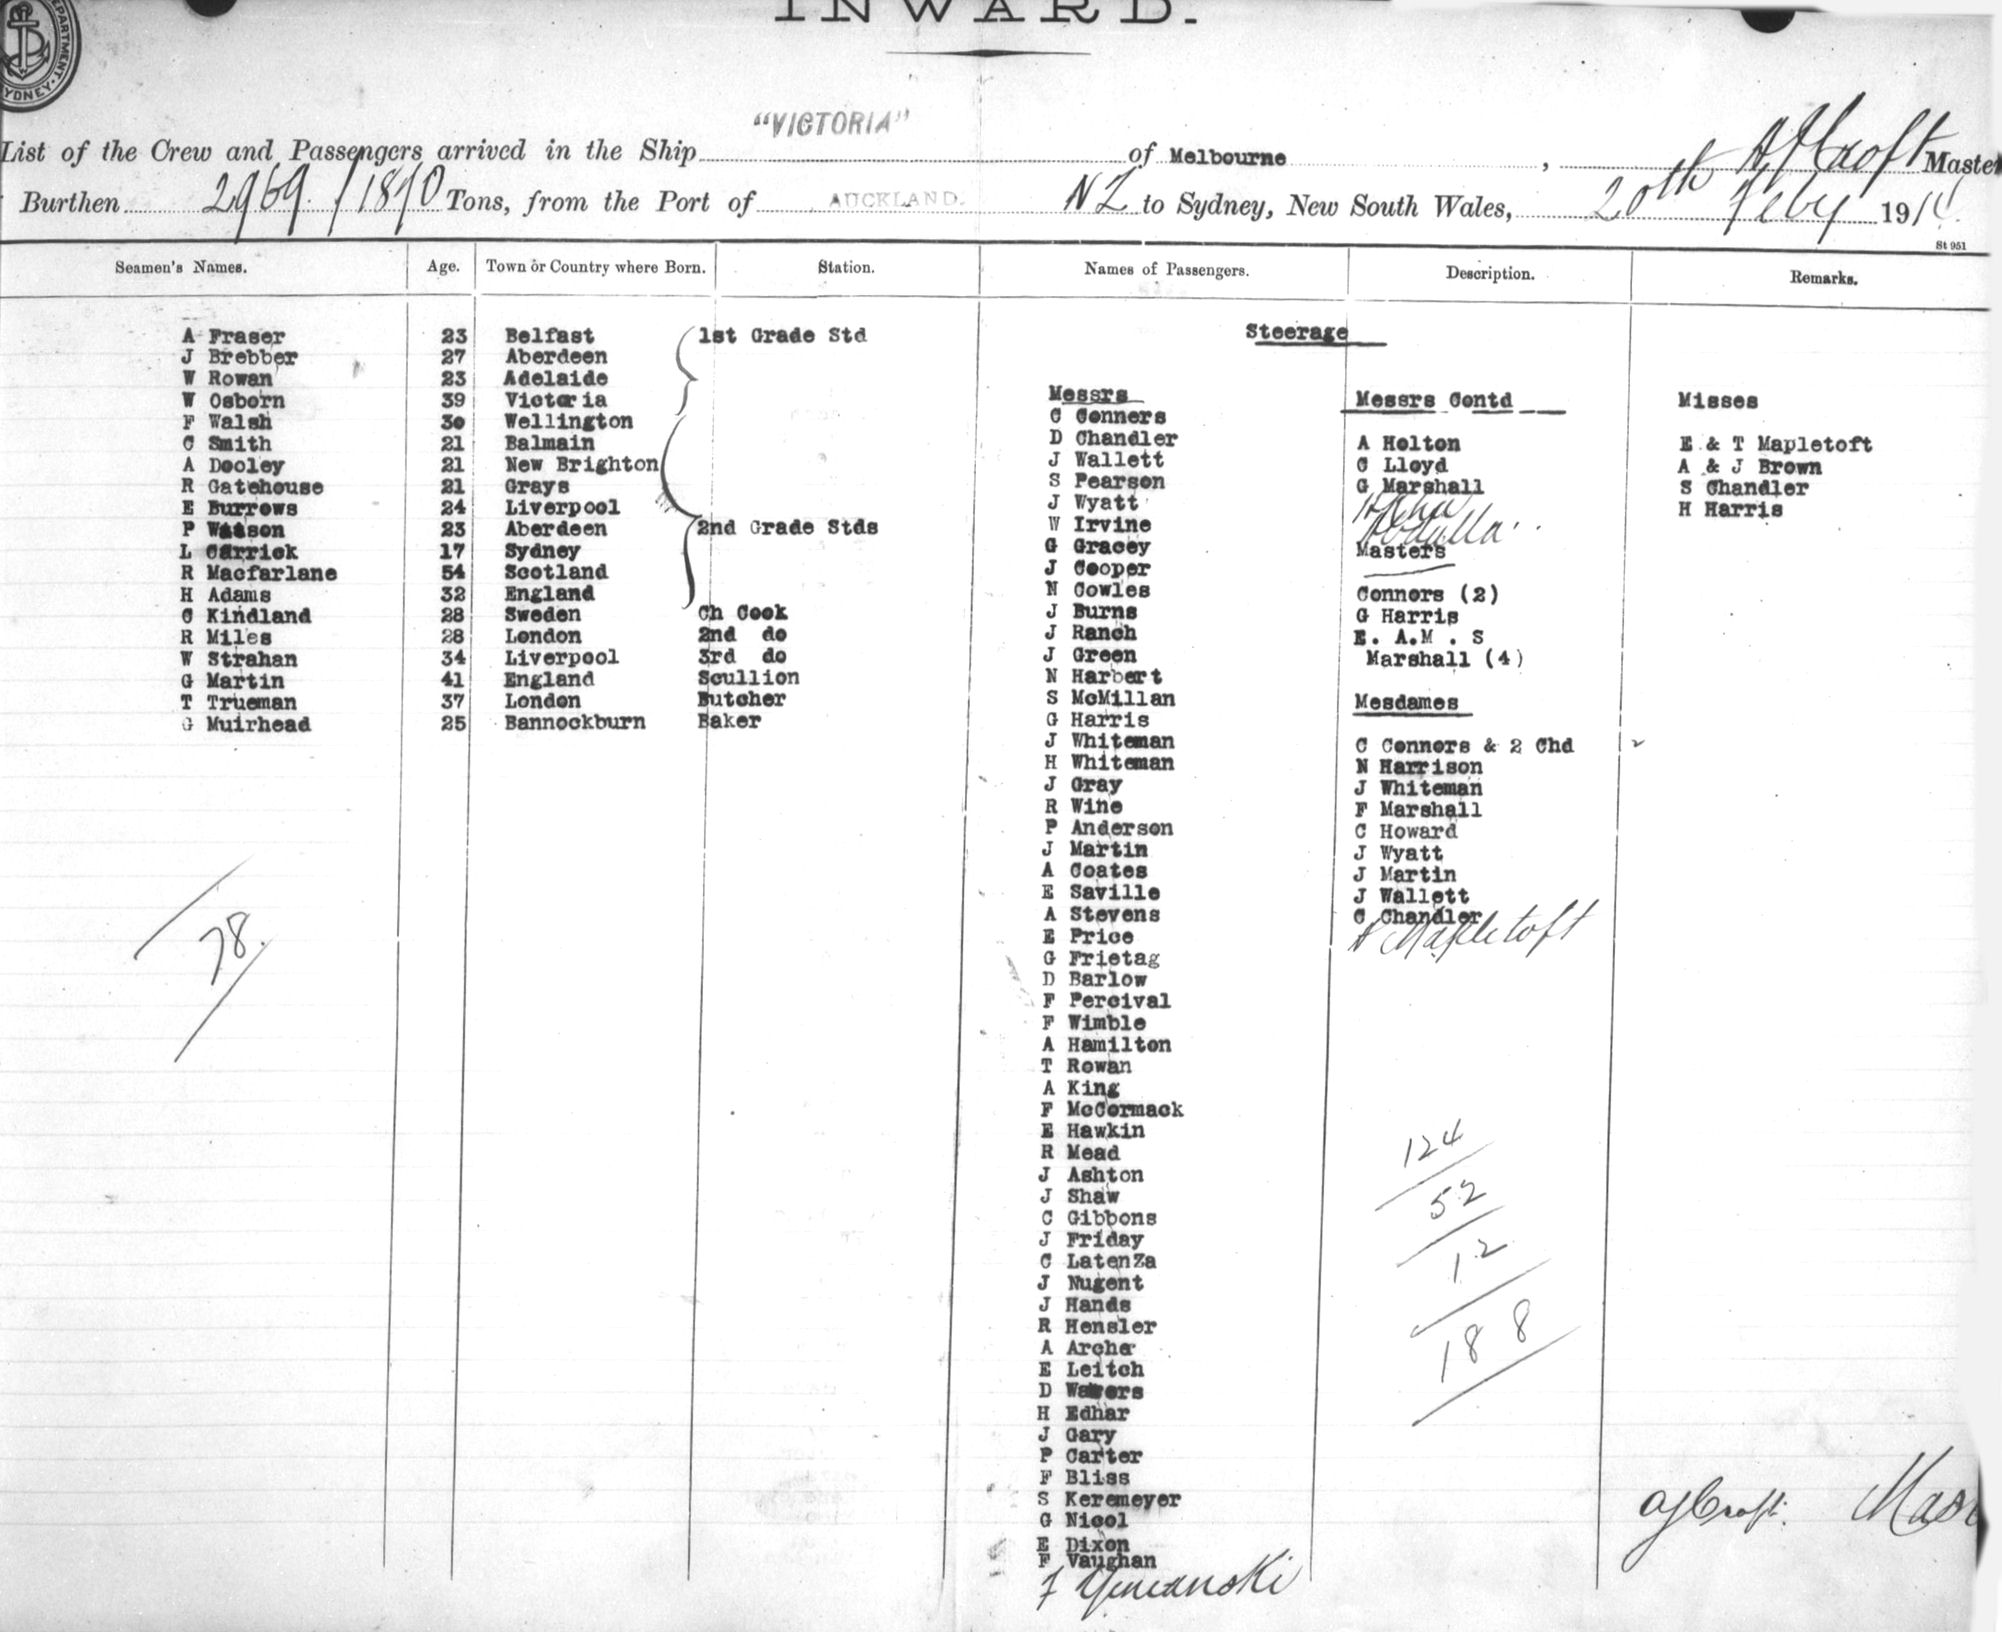 INWARD.
DEPARTMENT. SYDNEY.
List of the Crew and Passengers arrived in the Ship "VICTORIA" of Melbourne, Master
Burthen 2969 / 1870 Tons, from the Port of AUCKLAND. NZ to Sydney, New South Wales, 20th Feby 191
St 951
Seamen's Names. Age. Town or Country where Born. Station.
A Fraser 23 Belfast 1st Grade Std
J Brebber 27 Aberdeen
W Rowan 23 Adelaide
W Osborn 39 Victoria
F Walsh 30 Wellington
C Smith 21 Balmain
A Dooley 21 New Brighton
R Gatehouse 21 Grays
E Burrows 24 Liverpool
P Watson 23 Aberdeen 2nd Grade Stds
L Carrick 17 Sydney
R Macfarlane 54 Scotland
H Adams 32 England
C Kindland 28 Sweden Ch Cook
R Miles 28 London 2nd do
W Strahan 34 Liverpool 3rd do
G Martin 41 England Scullion
T Trueman 37 London Butcher
G Muirhead 25 Bannockburn Baker
78.
Names of Passengers. Description. Remarks.
Steerage
Messrs
C Conners
D Chandler
J Wallett
S Pearson
J Wyatt
W Irvine
G Gracey
J Cooper
N Cowles
J Burns
J Ranch
J Green
N Harbert
S McMillan
G Harris
J Whiteman
H Whiteman
J Gray
R Wine
P Anderson
J Martin
A Coates
E Saville
A Stevens
E Price
G Frietag
D Barlow
F Percival
F Wimble
A Hamilton
T Rowan
A King
F McCormack
E Hawkin
R Mead
J Ashton
J Shaw
C Gibbons
J Friday
C LatenZa
J Nugent
J Hands
R Hensler
A Archer
E Leitch
D
H Edhar
J Gary
P Carter
F Bliss
S Keremeyer
G Nicol
E Dixon
F Vaughan
Messrs Contd
A Holton
C Lloyd
G Marshall
Abdulla
Masters
Connors (2)
G Harris
E. A.M . S
Marshall (4)
Mesdames
C Connors & 2 Chd
N Harrison
J Whiteman
F Marshall
C Howard
J Wyatt
J Martin
J Wallett
C Chandler
A Mapletoft
124
52
12
188
Misses
E & T Mapletoft
A & J Brown
S Chandler
H Harris
AJCroft.